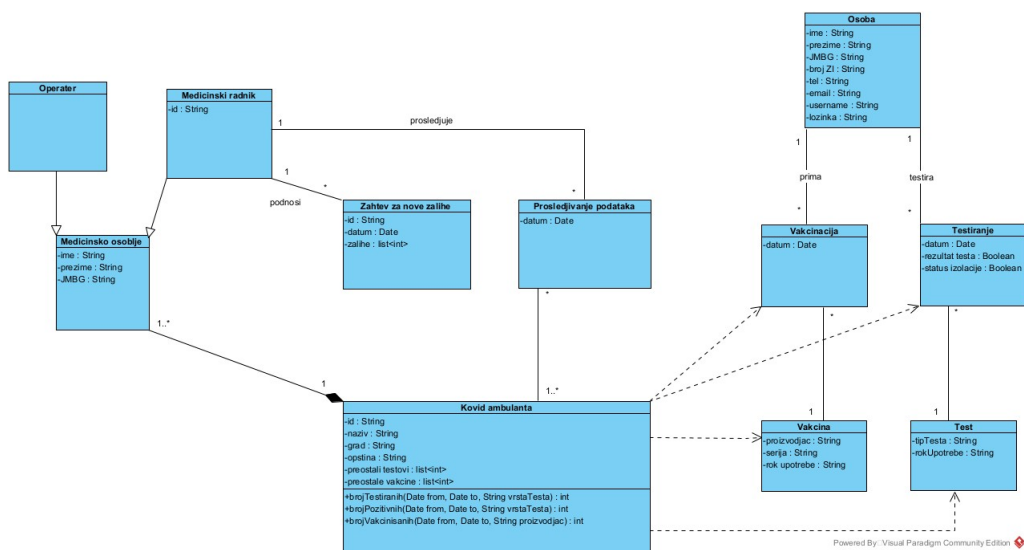 Osoba
-ime : String
-prezime : String
-JMBG : String
-broj ZI : String
-tel : String
-email : String
-username : String
-lozinka : String
Operater
Medicinski radnik
-id : String
1
prosledjuje
*
1
podnosi
*
1
prima
*
1
testira
*
Zahtev za nove zalihe
-id : String
-datum : Date
-zalihe : list<int>
Prosledjivanje podataka
-datum : Date
Vakcinacija
-datum : Date
Testiranje
-datum : Date
-rezultat testa : Boolean
-status izolacije : Boolean
Medicinsko osoblje
-ime : String
-prezime : String
-JMBG : String
1..*
1
*
1..*
*
1
*
1
Kovid ambulanta
-id : String
-naziv : String
-grad : String
-opstina : String
-preostali testovi : list<int>
-preostale vakcine : list<int>
+brojTestiranih(Date from, Date to, String vrstaTesta) : int
+brojPozitivnih(Date from, Date to, String vrstaTesta) : int
+brojVakcinisanih(Date from, Date to, String proizvodjac) : int
Vakcina
-proizvodjac : String
-serija : String
-rok upotrebe : String
Test
-tipTesta : String
-rokUpotrebe : String
Powered By: Visual Paradigm Community Edition